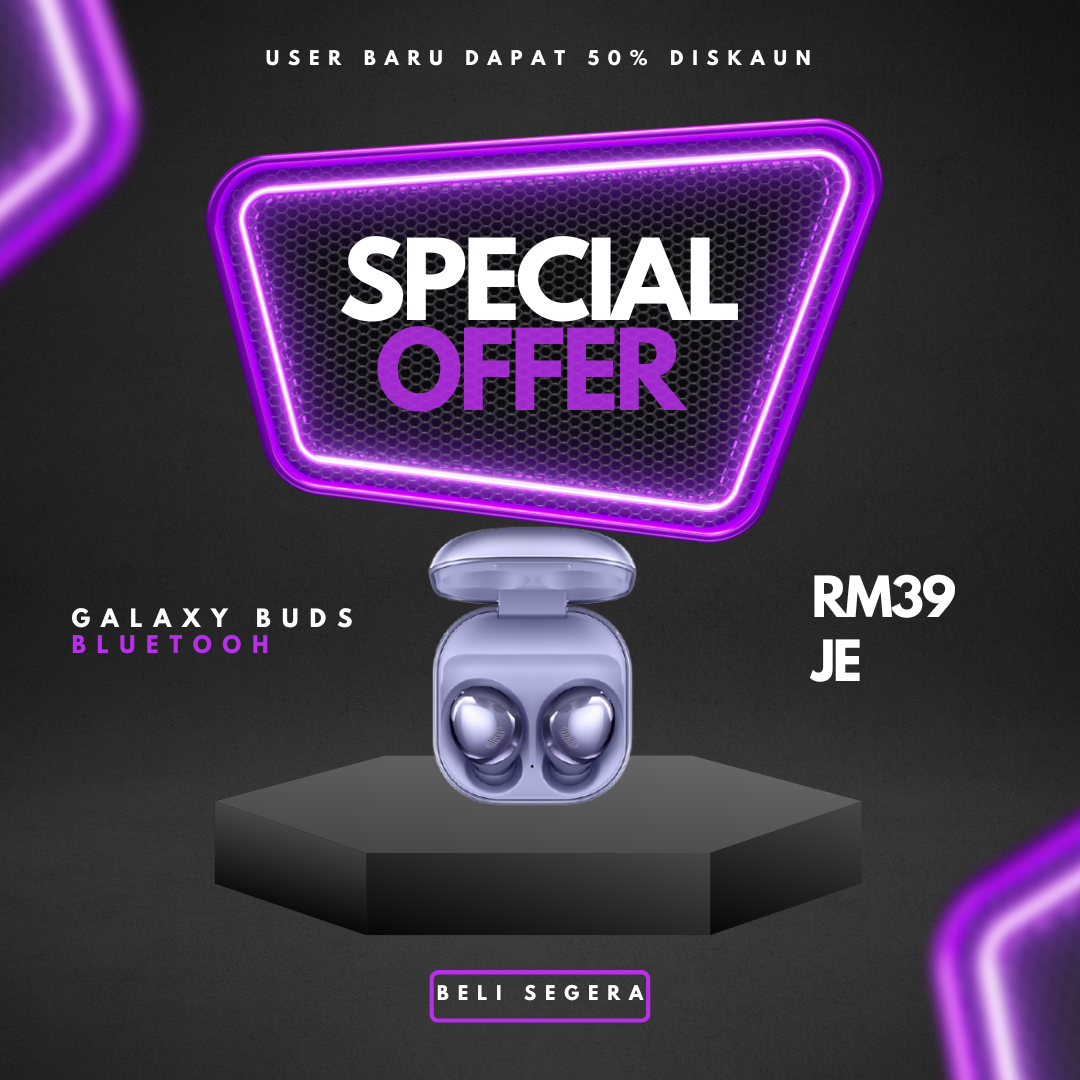 USER BARU DAPAT 50% DISKAUN
SPECIAL
OFFER
GALAXY BUDS
BLUETOOH
RM39
JE
BELI SEGERA